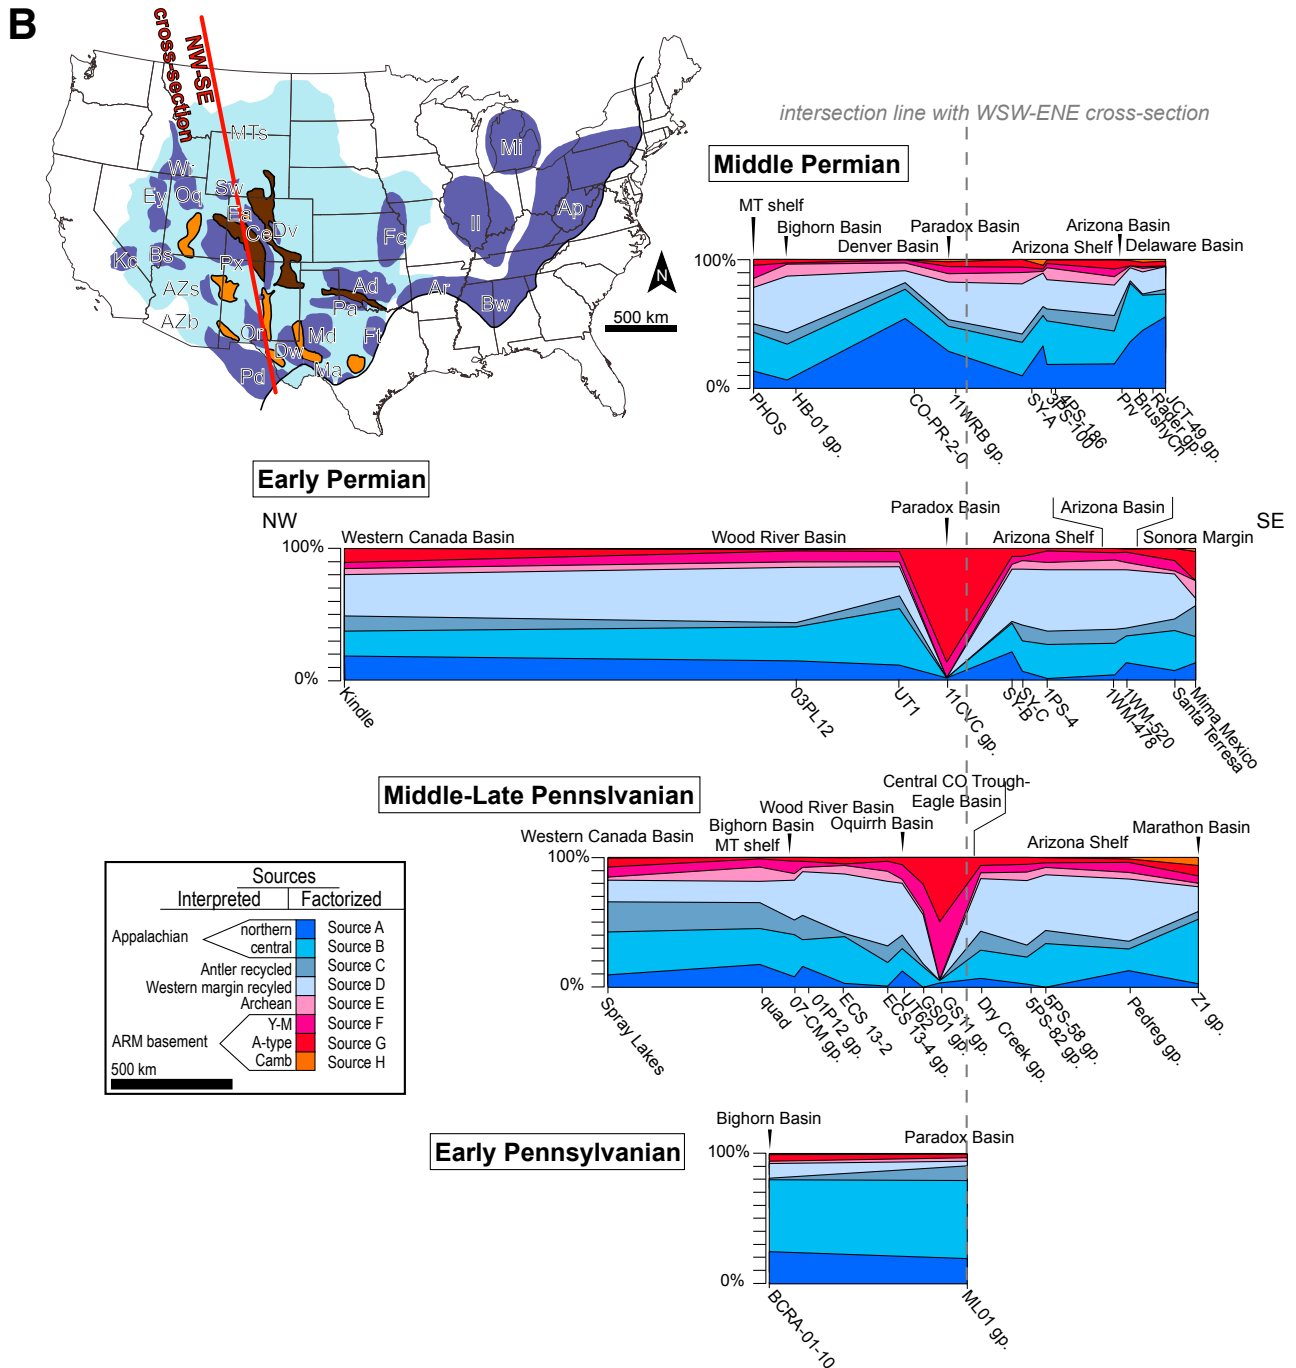 B
NW-SE
cross-section
MTs
Wr
Ey
Oq
Sw
Ea
Ce
Dv
Kc
Bs
Px
AZs
AZb
Or
Pd
Dw
Md
Ma
Ft
Pa
Ad
Ar
Fc
Il
Mi
Ap
Bw
N
500 km
intersection line with WSW-ENE cross-section
Middle Permian
MT shelf
Bighorn Basin
Denver Basin
Paradox Basin
Arizona Basin
Arizona Shelf
Delaware Basin
100%
0%
PHOS
HB-01 gp.
CO-PR-2-0
11WRB gp.
SY-A
3PS-100
4PS-186
Prv
BrushyCh
Rader gp.
JCT-49 gp.
Early Permian
NW
SE
Western Canada Basin
Wood River Basin
Paradox Basin
Arizona Shelf
Arizona Basin
Sonora Margin
100%
0%
Kindle
03PL12
UT1
11CVC gp.
SY-B
SY-C
1PS-4
1WM-478
1WM-520
Santa Terresa
Mima Mexico
Middle-Late Pennslvanian
Western Canada Basin
Bighorn Basin
MT shelf
Wood River Basin
Oquirrh Basin
Central CO Trough-
Eagle Basin
Arizona Shelf
Marathon Basin
100%
0%
Spray Lakes
quad
07-CM gp.
01P12 gp.
ECS 13-2
ECS 13-4 gp.
UT62
GS01 gp.
GS11 gp.
Dry Creek gp.
5PS-82 gp.
5PS-58 gp.
Pedreg gp.
Z1 gp.
Sources
Interpreted Factorized
Appalachian
northern Source A
central Source B
Antler recycled Source C
Western margin recyled Source D
Archean Source E
ARM basement
Y-M Source F
A-type Source G
Camb Source H
500 km
Early Pennsylvanian
Bighorn Basin
Paradox Basin
100%
0%
BCRA-01-10
ML01 gp.